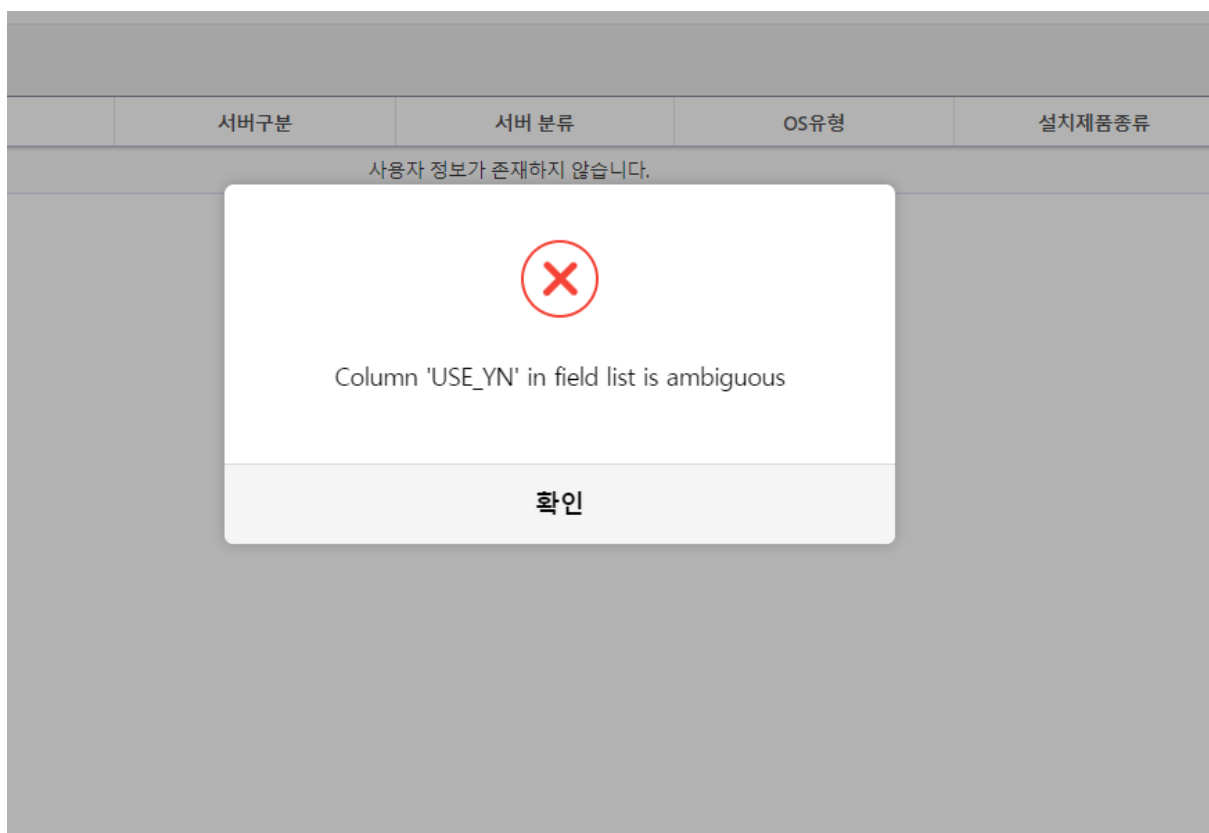 서버구분 서버 분류 OS유형 설치제품종류
사용자 정보가 존재하지 않습니다.
Column 'USE_YN' in field list is ambiguous
확인